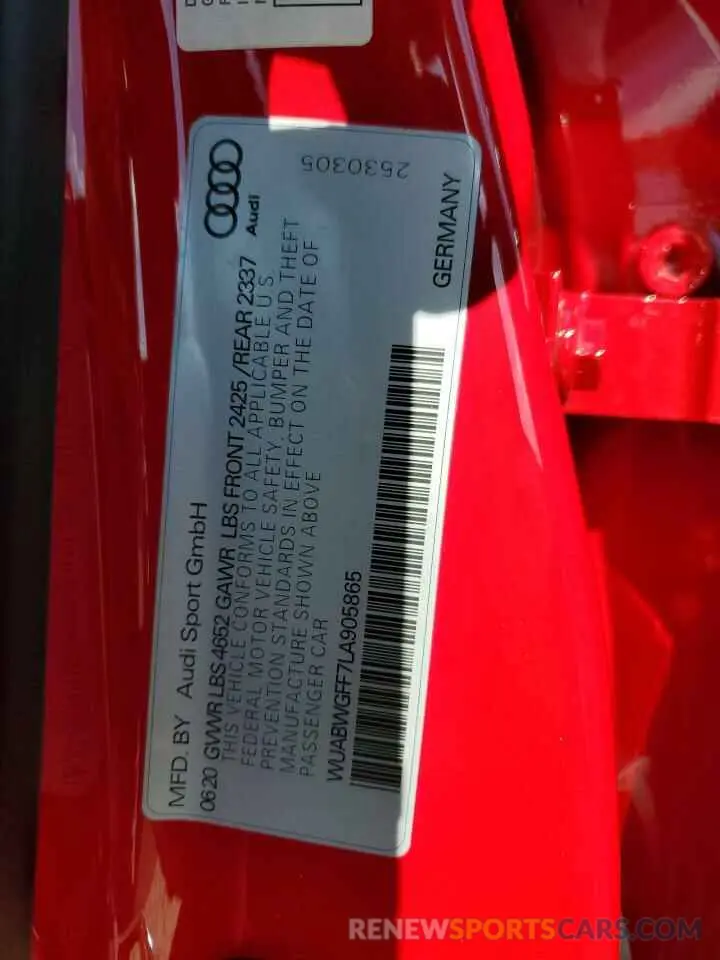 2530305
Audi
MFD. BY Audi Sport GmbH
0620 GVWR LBS 4652 GAWR LBS FRONT 2425 /REAR 2337
THIS VEHICLE CONFORMS TO ALL APPLICABLE U S
FEDERAL MOTOR VEHICLE SAFETY. BUMPER AND THEFT
PREVENTION STANDARDS IN EFFECT ON THE DATE OF
MANUFACTURE SHOWN ABOVE
PASSENGER CAR
WUABWGFF7LA905865
GERMANY
RENEWSPORTSCARS.COM